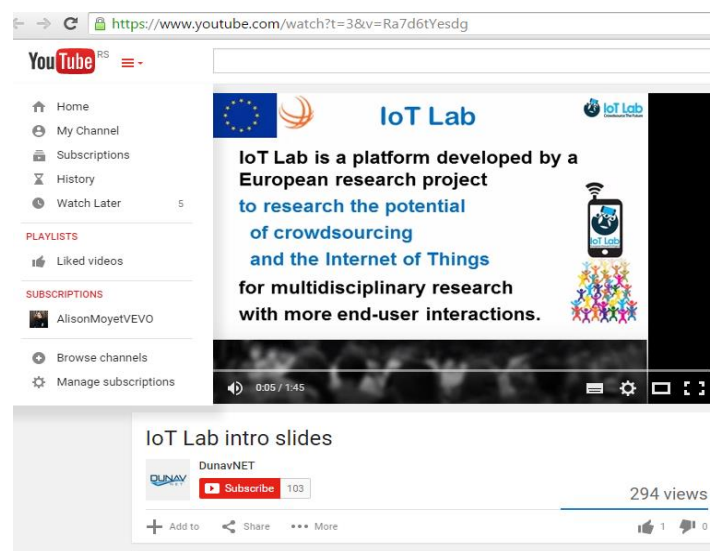 https://www.youtube.com/watch?t=3&v=Ra7d6tYesdg
YouTube RS
Home
My Channel
Subscriptions
History
Watch Later 5
PLAYLISTS
Liked videos
SUBSCRIPTIONS
AlisonMoyetVEVO
Browse channels
Manage subscriptions
IoT Lab
IoT Lab
IoT Lab is a platform developed by a
European research project
to research the potential
of crowdsourcing
and the Internet of Things
for multidisciplinary research
with more end-user interactions.
IoT Lab
0:05 / 1:45
IoT Lab intro slides
DUNAV
NET
DunavNET
Subscribe 103
294 views
Add to Share More
1 0